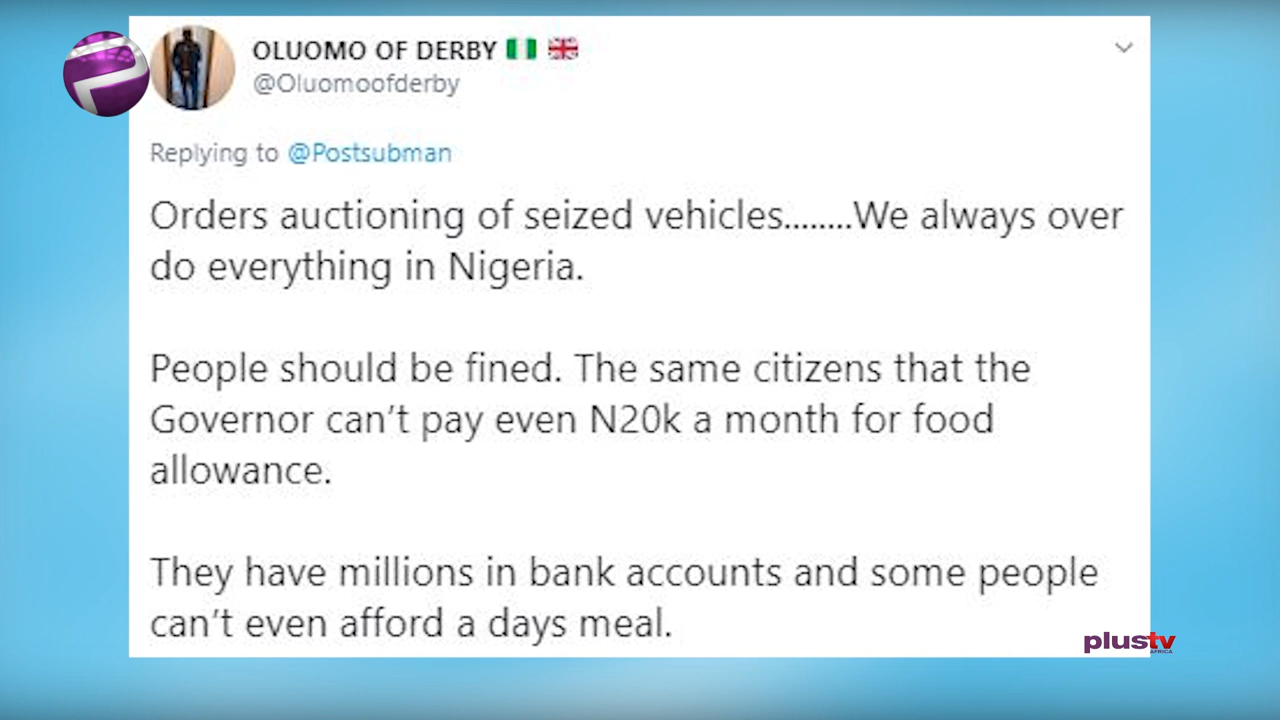 OLUOMO OF DERBY
@Oluomoofderby
Replying to @Postsubman
Orders auctioning of seized vehicles........We always over
do everything in Nigeria.
People should be fined. The same citizens that the
Governor can't pay even N20k a month for food
allowance.
They have millions in bank accounts and some people
can't even afford a days meal.
plustv
AFRICA